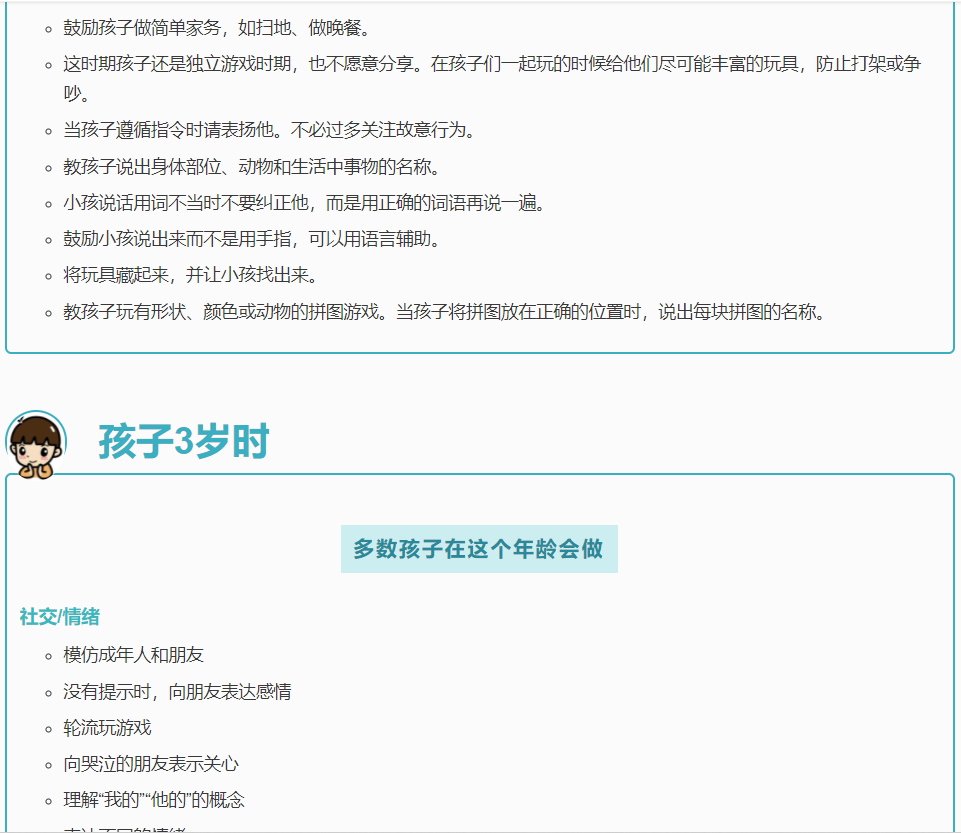 鼓励孩子做简单家务，如扫地、做晚餐。
这时期孩子还是独立游戏时期，也不愿意分享。在孩子们一起玩的时候给他们尽可能丰富的玩具，防止打架或争
吵。
当孩子遵循指令时请表扬他。不必过多关注故意行为。
教孩子说出身体部位、动物和生活中事物的名称。
小孩说话用词不当时不要纠正他，而是用正确的词语再说一遍。
鼓励小孩说出来而不是用手指，可以用语言辅助。
将玩具藏起来，并让小孩找出来。
教孩子玩有形状、颜色或动物的拼图游戏。当孩子将拼图放在正确的位置时，说出每块拼图的名称。
孩子3岁时
多数孩子在这个年龄会做
社交/情绪
模仿成年人和朋友
没有提示时，向朋友表达感情
轮流玩游戏
向哭泣的朋友表示关心
理解“我的”“他的”的概念